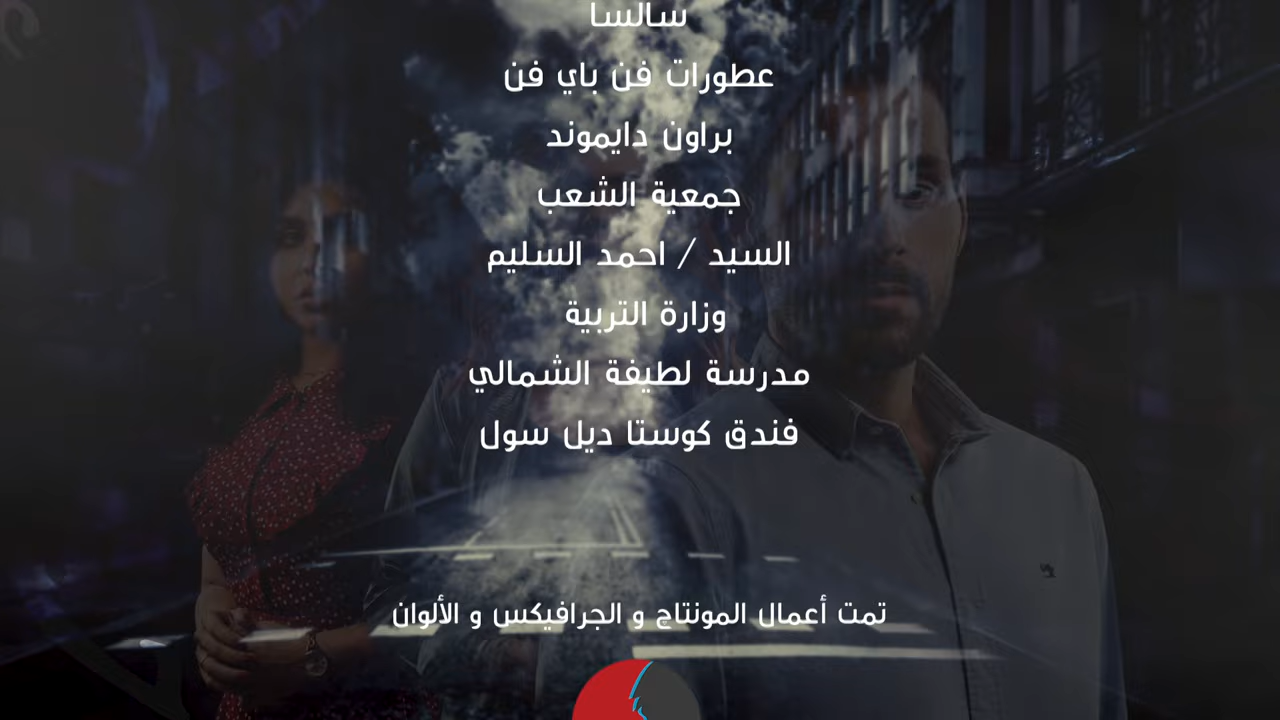 سالسا
عطورات فن باي فن
براون دايموند
جمعية الشعب
السيد / احمد السليم
وزارة التربية
مدرسة لطيفة الشمالي
فندق كوستا ديل سول
تمت أعمال المونتاج و الجرافيكس و الألوان